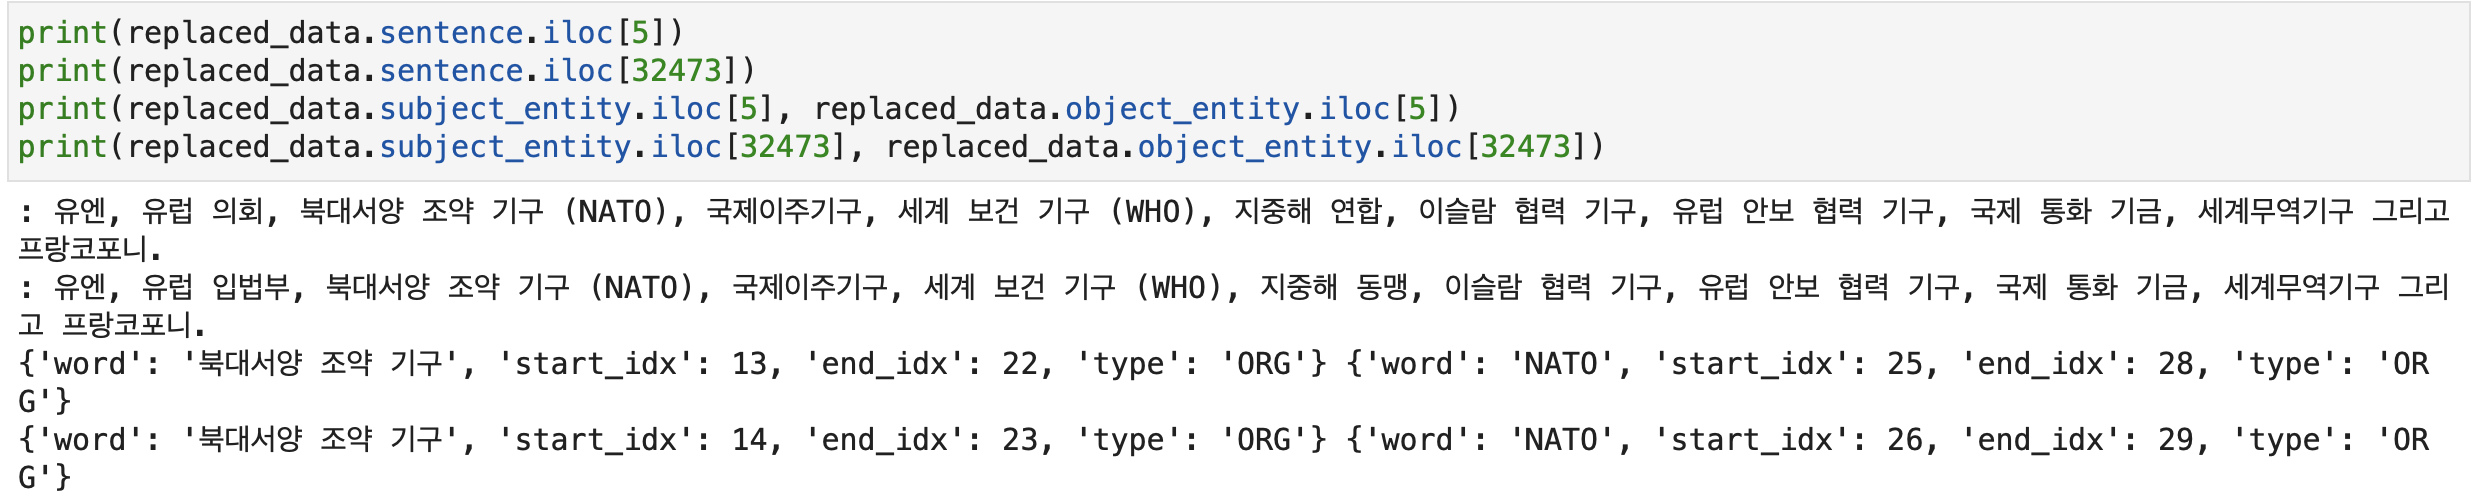 print(replaced_data.sentence.iloc[5])
print(replaced_data.sentence.iloc[32473])
print(replaced_data.subject_entity.iloc[5], replaced_data.object_entity.iloc[5])
print(replaced_data.subject_entity.iloc[32473], replaced_data.object_entity.iloc[32473])
: 유엔, 유럽 의회, 북대서양 조약 기구 (NATO), 국제이주기구, 세계 보건 기구 (WHO), 지중해 연합, 이슬람 협력 기구, 유럽 안보 협력 기구, 국제 통화 기금, 세계무역기구 그리고
프랑코포니.
: 유엔, 유럽 입법부, 북대서양 조약 기구 (NATO), 국제이주기구, 세계 보건 기구 (WHO), 지중해 동맹, 이슬람 협력 기구, 유럽 안보 협력 기구, 국제 통화 기금, 세계무역기구 그리
고 프랑코포니.
{'word': '북대서양 조약 기구', 'start_idx': 13, 'end_idx': 22, 'type': 'ORG'} {'word': 'NATO', 'start_idx': 25, 'end_idx': 28, 'type': 'OR
G'}
{'word': '북대서양 조약 기구', 'start_idx': 14, 'end_idx': 23, 'type': 'ORG'} {'word': 'NATO', 'start_idx': 26, 'end_idx': 29, 'type': 'OR
G'}